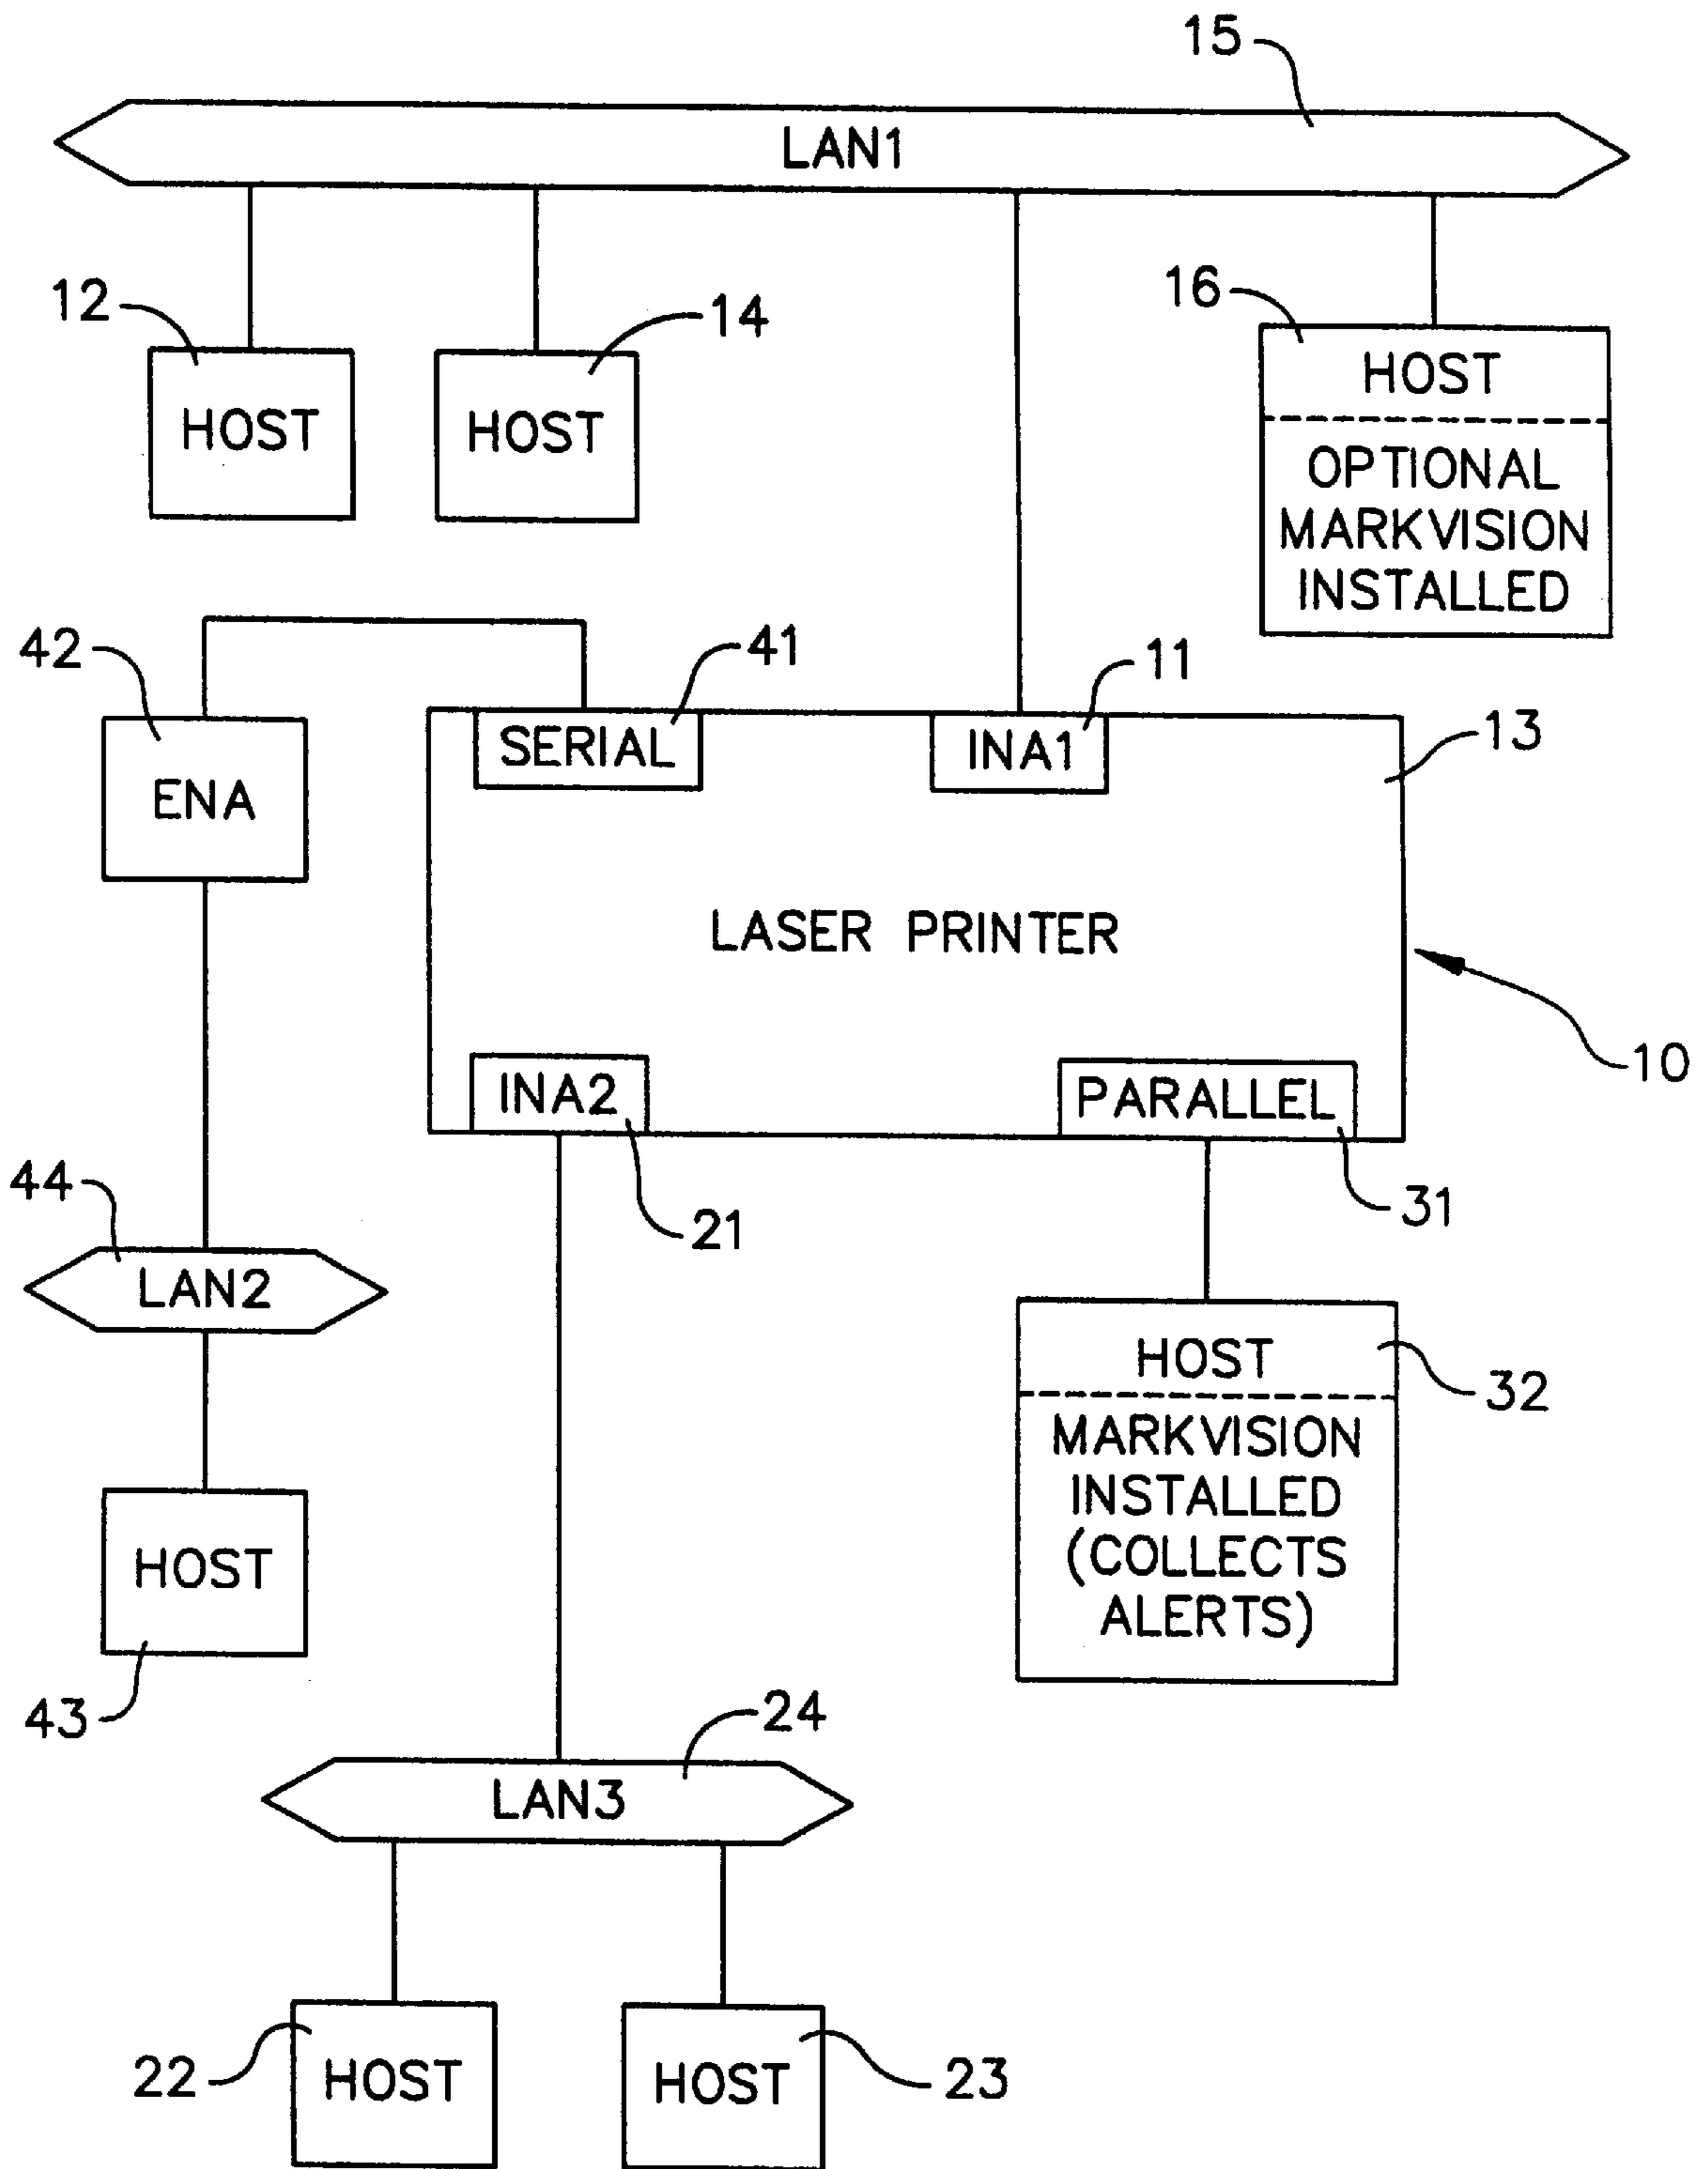 15
LAN1
12
14
16
HOST
HOST
HOST
OPTIONAL
MARKVISION
INSTALLED
42
41
11
13
SERIAL
INA1
ENA
LASER PRINTER
10
INA2
PARALLEL
44
21
31
LAN2
HOST
32
MARKVISION
INSTALLED
(COLLECTS
ALERTS)
HOST
43
24
LAN3
22
HOST
HOST
23